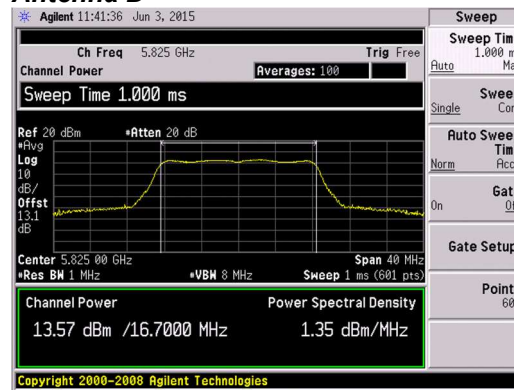 Agilent 11:41:36 Jun 3, 2015
Sweep
Ch Freq 5.825 GHz Trig Free
Channel Power Averages: 100
Sweep Time 1.000 ms
Ref 20 dBm #Atten 20 dB
#Avg
Log
10
dB/
Offst
13.1
dB
Center 5.825 00 GHz Span 40 MHz
#Res BW 1 MHz #VBW 8 MHz Sweep 1 ms (601 pts)
Channel Power Power Spectral Density
13.57 dBm /16.7000 MHz 1.35 dBm/MHz
Copyright 2000-2008 Agilent Technologies
Sweep Tim
1.000 m
Auto Ma
Swee
Single Con
Auto Swee
Tim
Norm Acc
Gat
On Of
Gate Setup
Point
60